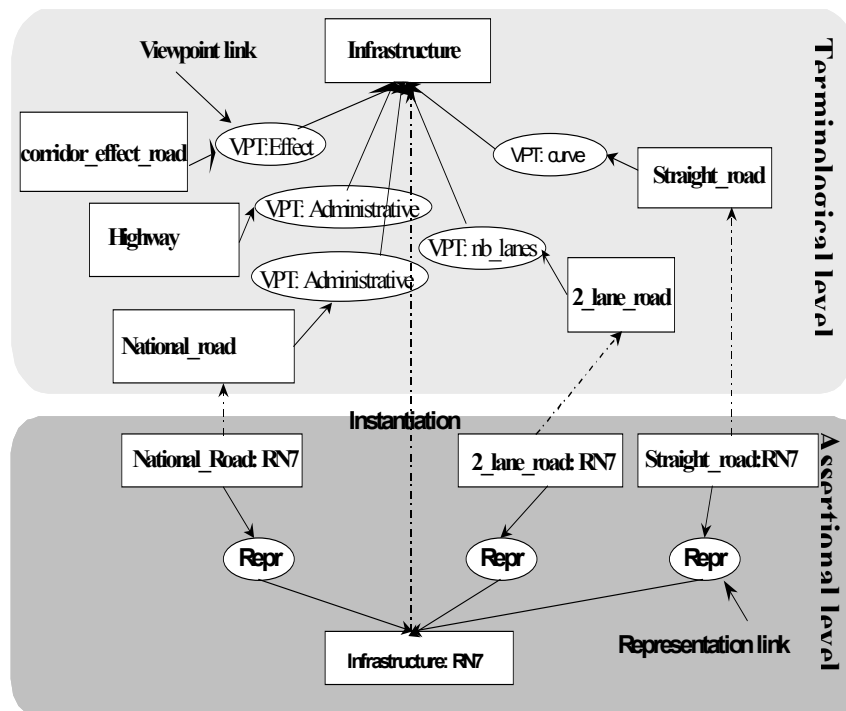 Viewpoint link
Infrastructure
Terminological level
corridor_effect_road
VPT:Effect
VPT: curve
Straight_road
VPT: Administrative
Highway
VPT: nb_lanes
VPT: Administrative
2_lane_road
National_road
Instantiation
Assertional level
National_Road: RN7
2_lane_road: RN7
Straight_road:RN7
Repr
Repr
Repr
Representation link
Infrastructure: RN7